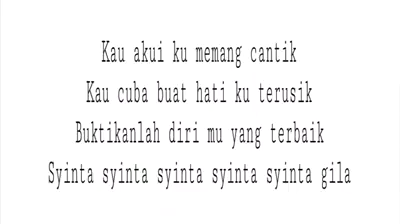 Kau akui ku memang cantik
Kau cuba buat hati ku terusik
Buktikanlah diri mu yang terbaik
Syinta syinta syinta syinta syinta gila